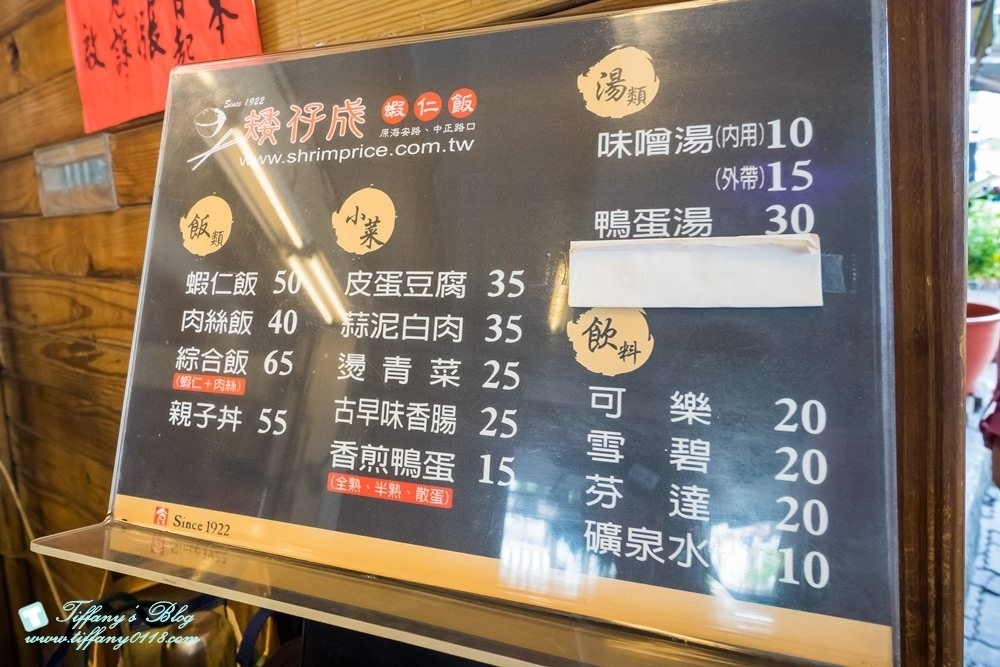 Since 1922
矮仔成 蝦仁飯
原海安路、中正路口
www.shrimprice.com.tw
飯類
蝦仁飯 50
肉絲飯 40
綜合飯 65
(蝦仁+肉絲)
親子丼 55
小菜
皮蛋豆腐 35
蒜泥白肉 35
燙青菜 25
古早味香腸 25
香煎鴨蛋 15
(全熟、半熟、散蛋)
湯類
味噌湯(內用)10
(外帶)15
鴨蛋湯 30
飲料
可樂 20
雪碧 20
芬達 20
礦泉水 10
Since 1922
Tiffany's Blog
www.tiffany0118.com